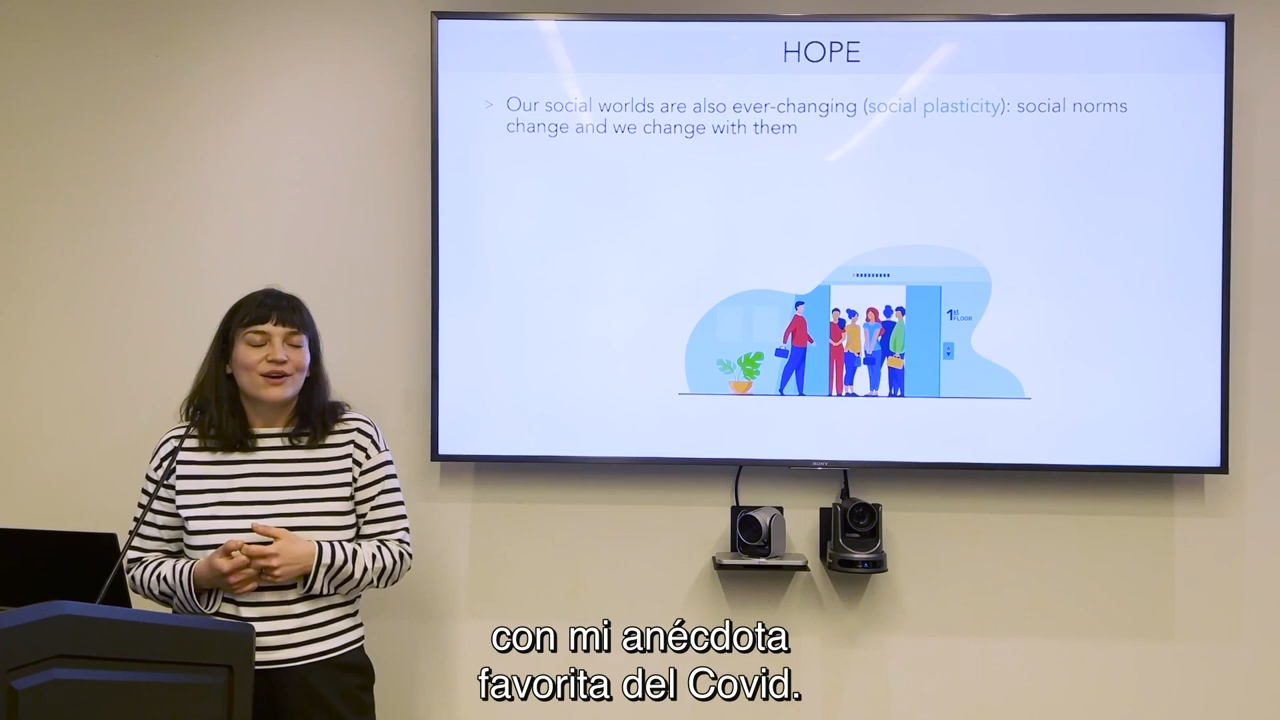 HOPE
> Our social worlds are also ever-changing (social plasticity): social norms
change and we change with them
1st
FLOOR
SONY
con mi anécdota
favorita del Covid.